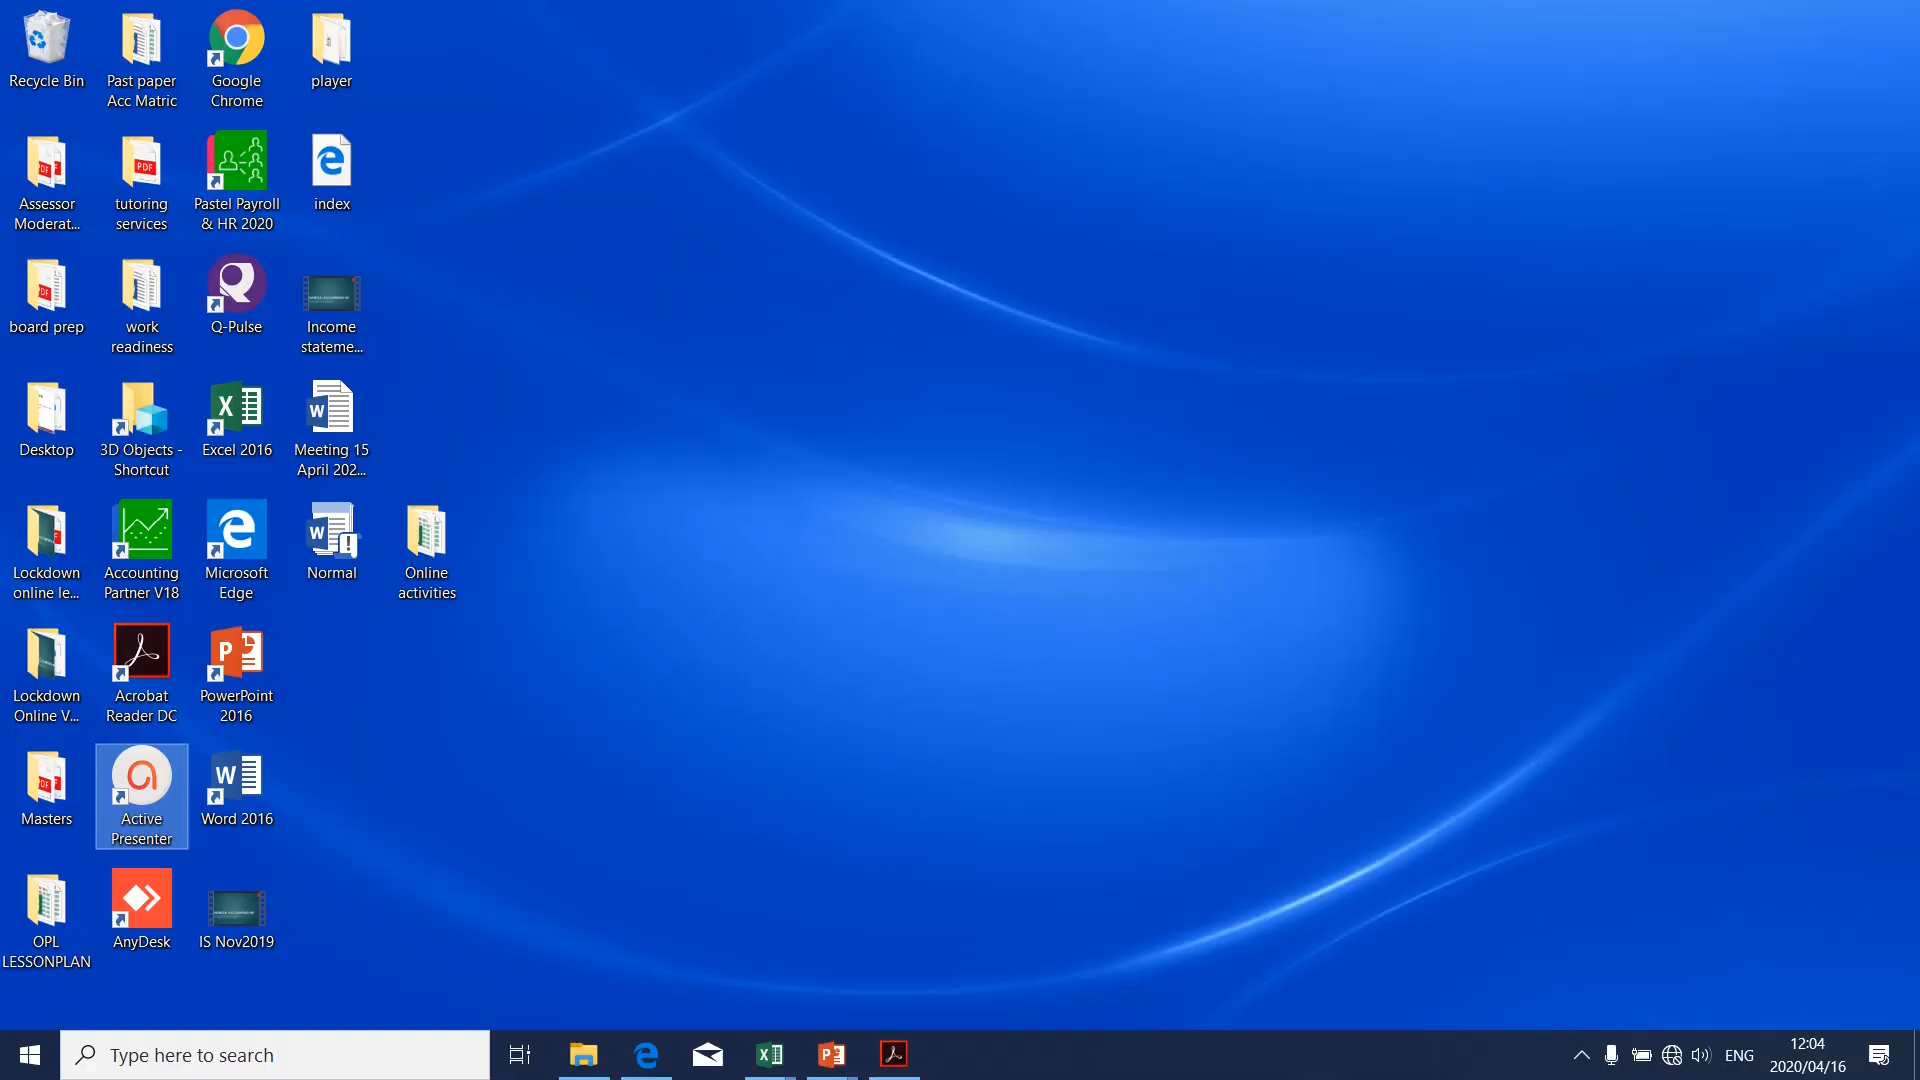 Recycle Bin
Past paper
Acc Matric
Google
Chrome
player
Assessor
Moderat...
tutoring
services
Pastel Payroll
& HR 2020
index
board prep
work
readiness
Q-Pulse
Income
stateme...
Desktop
3D Objects -
Shortcut
Excel 2016
Meeting 15
April 202...
Lockdown
online le...
Accounting
Partner V18
Microsoft
Edge
Normal
Online
activities
Lockdown
Online V...
Acrobat
Reader DC
PowerPoint
2016
Masters
Active
Presenter
Word 2016
OPL
LESSONPLAN
AnyDesk
IS Nov2019
Type here to search
ENG
12:04
2020/04/16